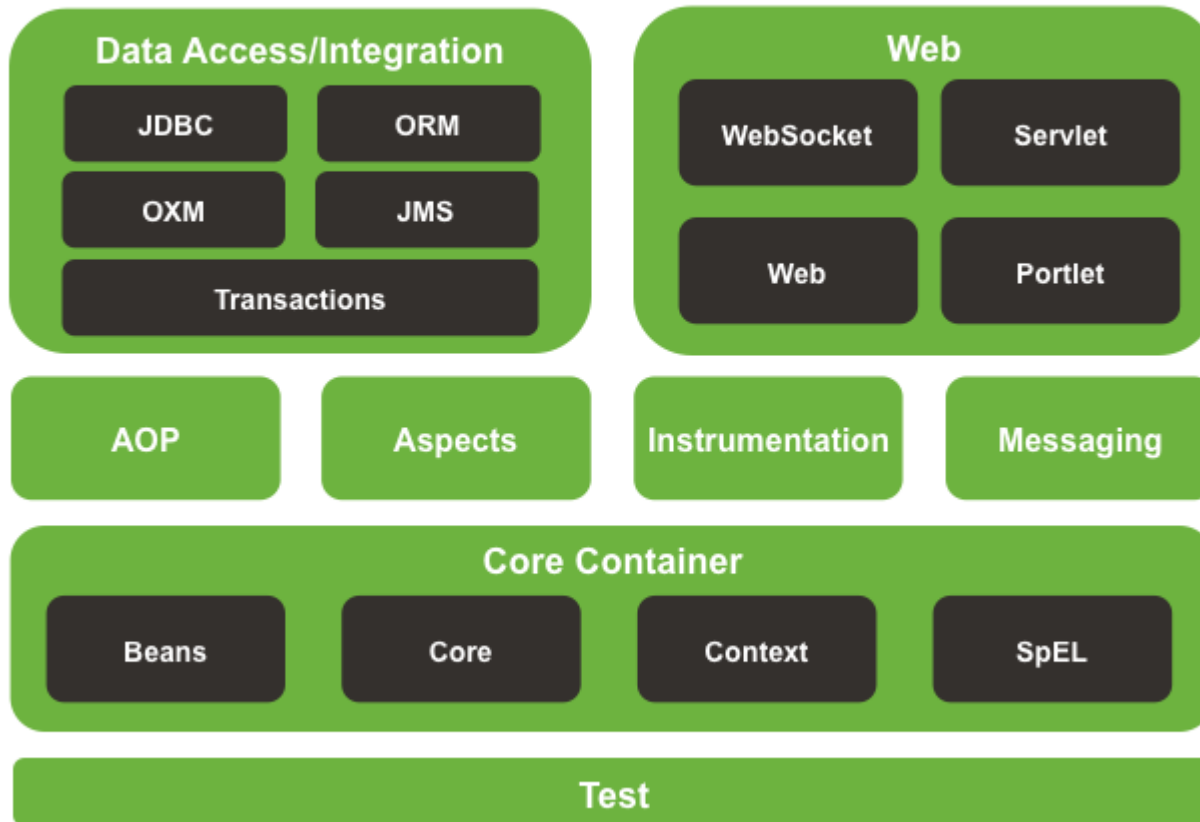 Data Access/Integration
JDBC
ORM
OXM
JMS
Transactions
Web
WebSocket
Servlet
Web
Portlet
AOP
Aspects
Instrumentation
Messaging
Core Container
Beans
Core
Context
SpEL
Test